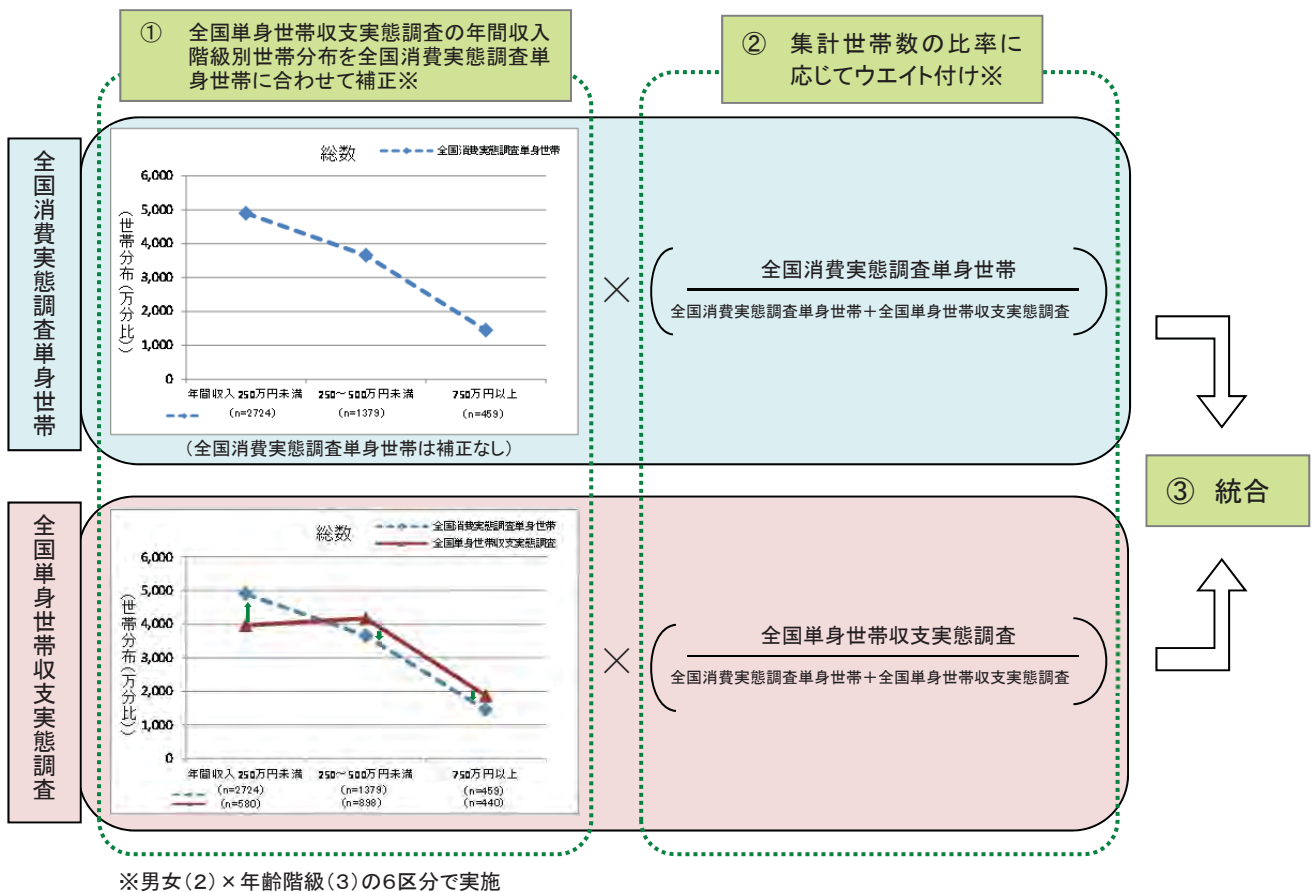 ① 全国単身世帯収支実態調査の年間収入
階級別世帯分布を全国消費実態調査単
身世帯に合わせて補正※
② 集計世帯数の比率に
応じてウエイト付け※
全国消費実態調査単身世帯
総数
全国消費実態調査単身世帯
(世帯分布(万分比))
6,000
5,000
4,000
3,000
2,000
1,000
0
年間収入250万円未満 250～500万円未満 750万円以上
(n=2724) (n=1379) (n=459)
(全国消費実態調査単身世帯は補正なし)
×
全国消費実態調査単身世帯
全国消費実態調査単身世帯＋全国単身世帯収支実態調査
③ 統合
全国単身世帯収支実態調査
総数
全国消費実態調査単身世帯
全国単身世帯収支実態調査
(世帯分布(万分比))
6,000
5,000
4,000
3,000
2,000
1,000
0
年間収入250万円未満 250～500万円未満 750万円以上
(n=2724) (n=1379) (n=459)
(n=580) (n=898) (n=440)
×
全国単身世帯収支実態調査
全国消費実態調査単身世帯＋全国単身世帯収支実態調査
※男女(2)×年齢階級(3)の6区分で実施